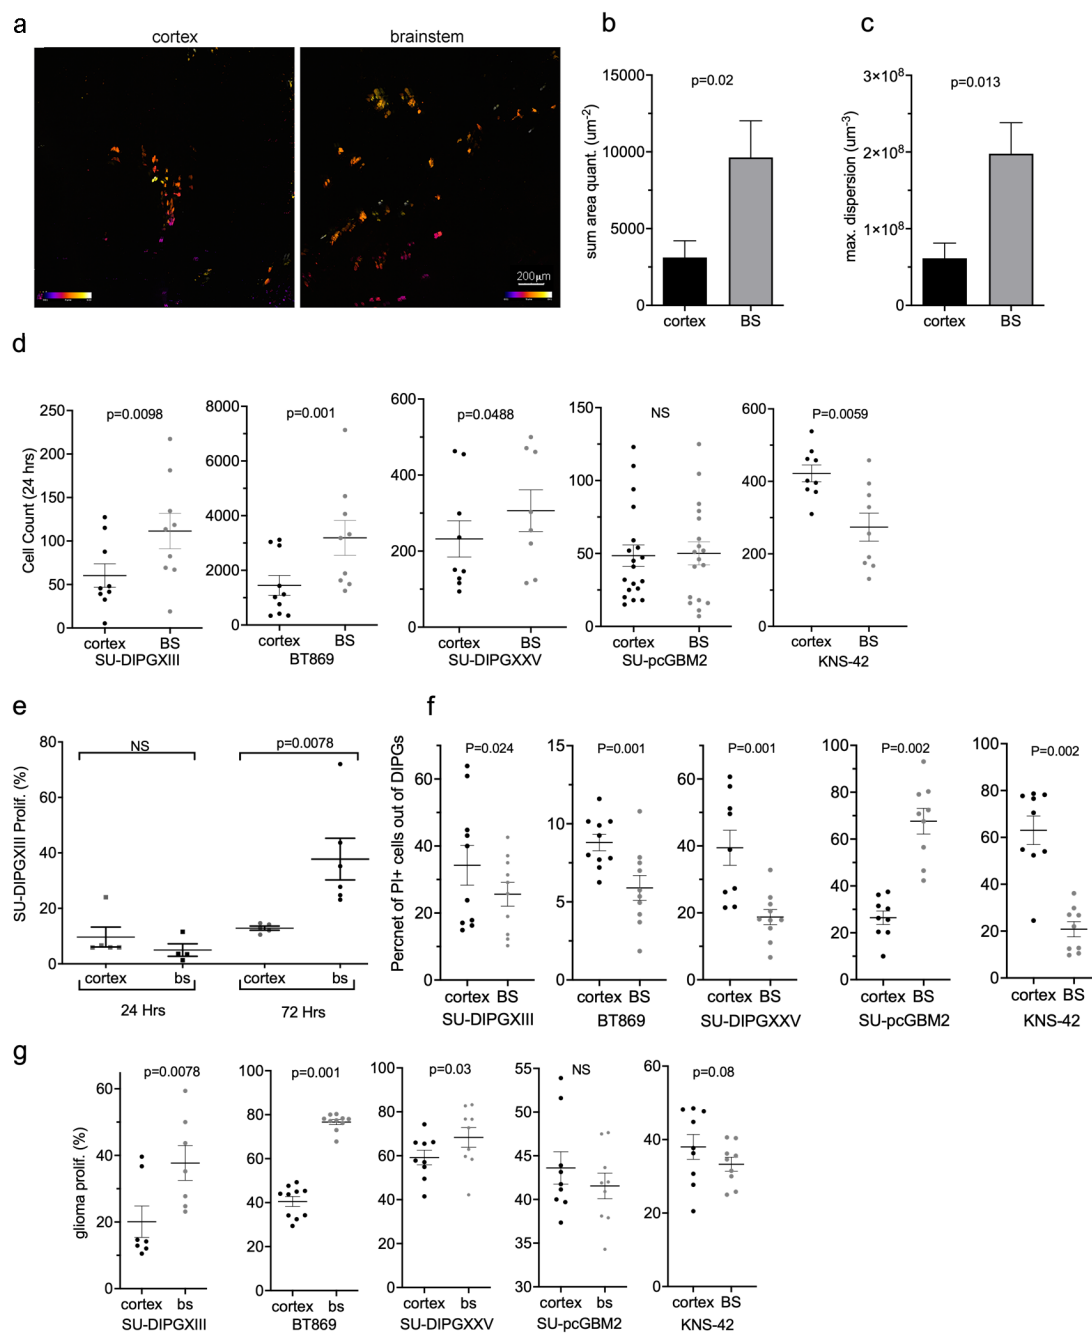 a
cortex
brainstem
200μm
b
sum area quant. (um-2)
15000
10000
5000
0
p=0.02
cortex
BS
c
max. dispersion (um-3)
3×108
2×108
1×108
0
p=0.013
cortex
BS
d
Cell Count (24 hrs)
250
200
150
100
50
0
p=0.0098
cortex
BS
SU-DIPGXIII
8000
6000
4000
2000
0
p=0.001
cortex
BS
BT869
600
400
200
0
p=0.0488
cortex
BS
SU-DIPGXXV
150
100
50
0
NS
cortex
BS
SU-pcGBM2
600
400
200
0
P=0.0059
cortex
BS
KNS-42
e
SU-DIPGXIII Prolif. (%)
80
60
40
20
0
NS
p=0.0078
cortex
bs
cortex
bs
24 Hrs
72 Hrs
f
Percnet of PI+ cells out of DIPGs
60
40
20
0
P=0.024
cortex BS
SU-DIPGXIII
15
10
5
0
P=0.001
cortex BS
BT869
60
40
20
0
P=0.001
cortex BS
SU-DIPGXXV
100
80
60
40
20
0
P=0.002
cortex BS
SU-pcGBM2
100
80
60
40
20
0
P=0.002
cortex BS
KNS-42
g
glioma prolif. (%)
60
40
20
0
p=0.0078
cortex bs
SU-DIPGXIII
100
80
60
40
20
0
p=0.001
cortex bs
BT869
100
80
60
40
20
0
p=0.03
cortex bs
SU-DIPGXXV
55
50
45
40
35
30
NS
cortex bs
SU-pcGBM2
60
40
20
0
p=0.08
cortex BS
KNS-42